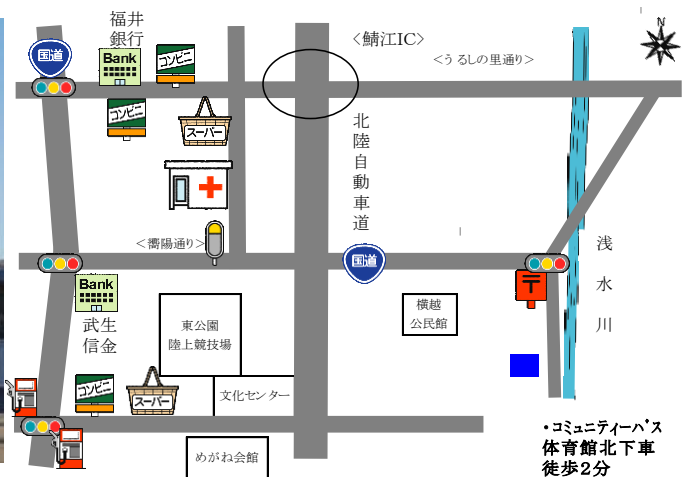 福井
銀行
<鯖江IC>
N
国道
Bank
コンビニ
<うるしの里通り>
コンビニ
スーパー
北陸自動車道
<嚮陽通り>
国道
浅水川
Bank
武生
信金
東公園
陸上競技場
横越
公民館
コンビニ
スーパー
文化センター
めがね会館
・コミュニティーバス
体育館北下車
徒歩2分